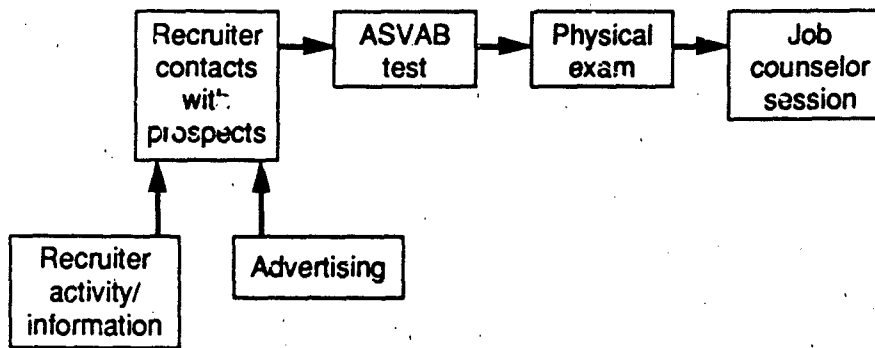 Recruiter
contacts
with
prospects
ASVAB
test
Physical
exam
Job
counselor
session
Recruiter
activity/
information
Advertising